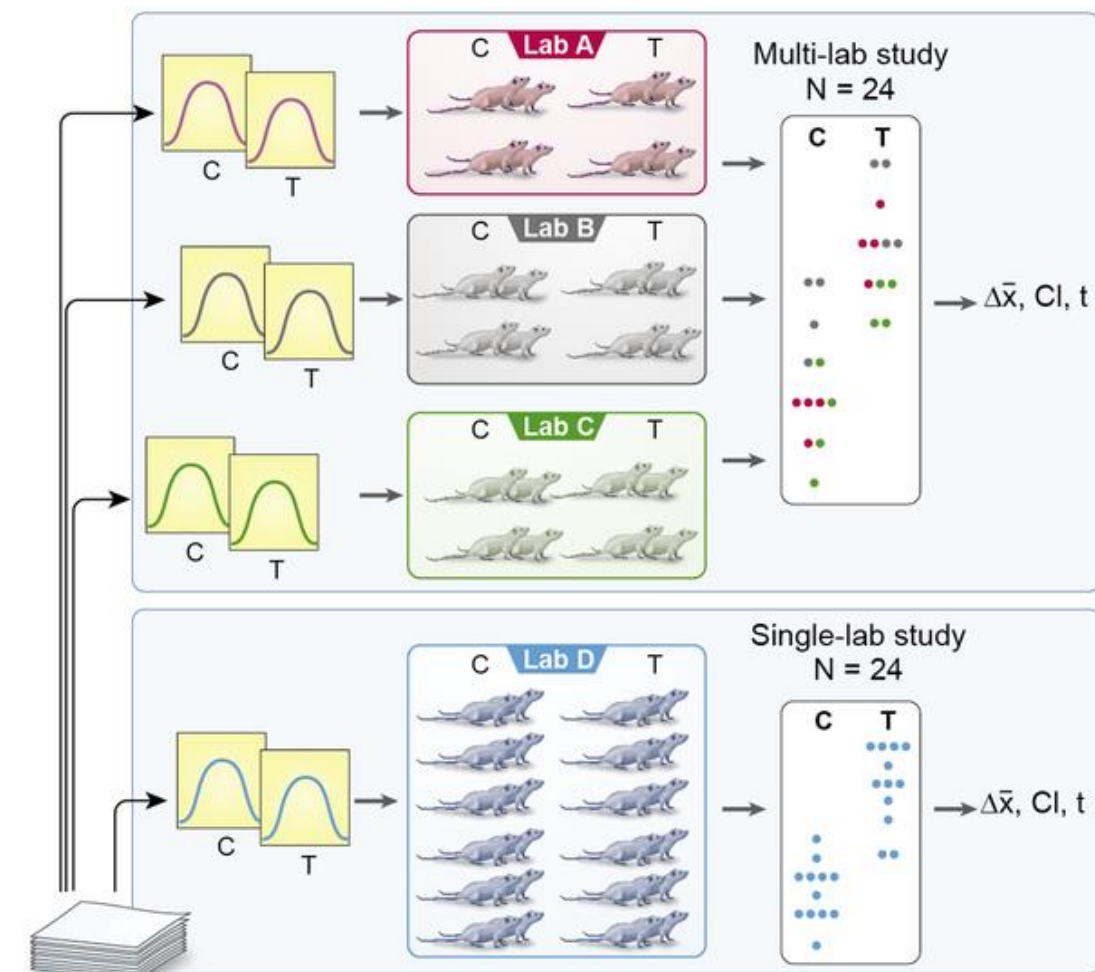 C Lab A T
Multi-lab study
N = 24
C T
C
T
C Lab B T
C
T
Δx̄, CI, t
C Lab C T
C
T
Single-lab study
N = 24
C Lab D T
C T
C
T
Δx̄, CI, t